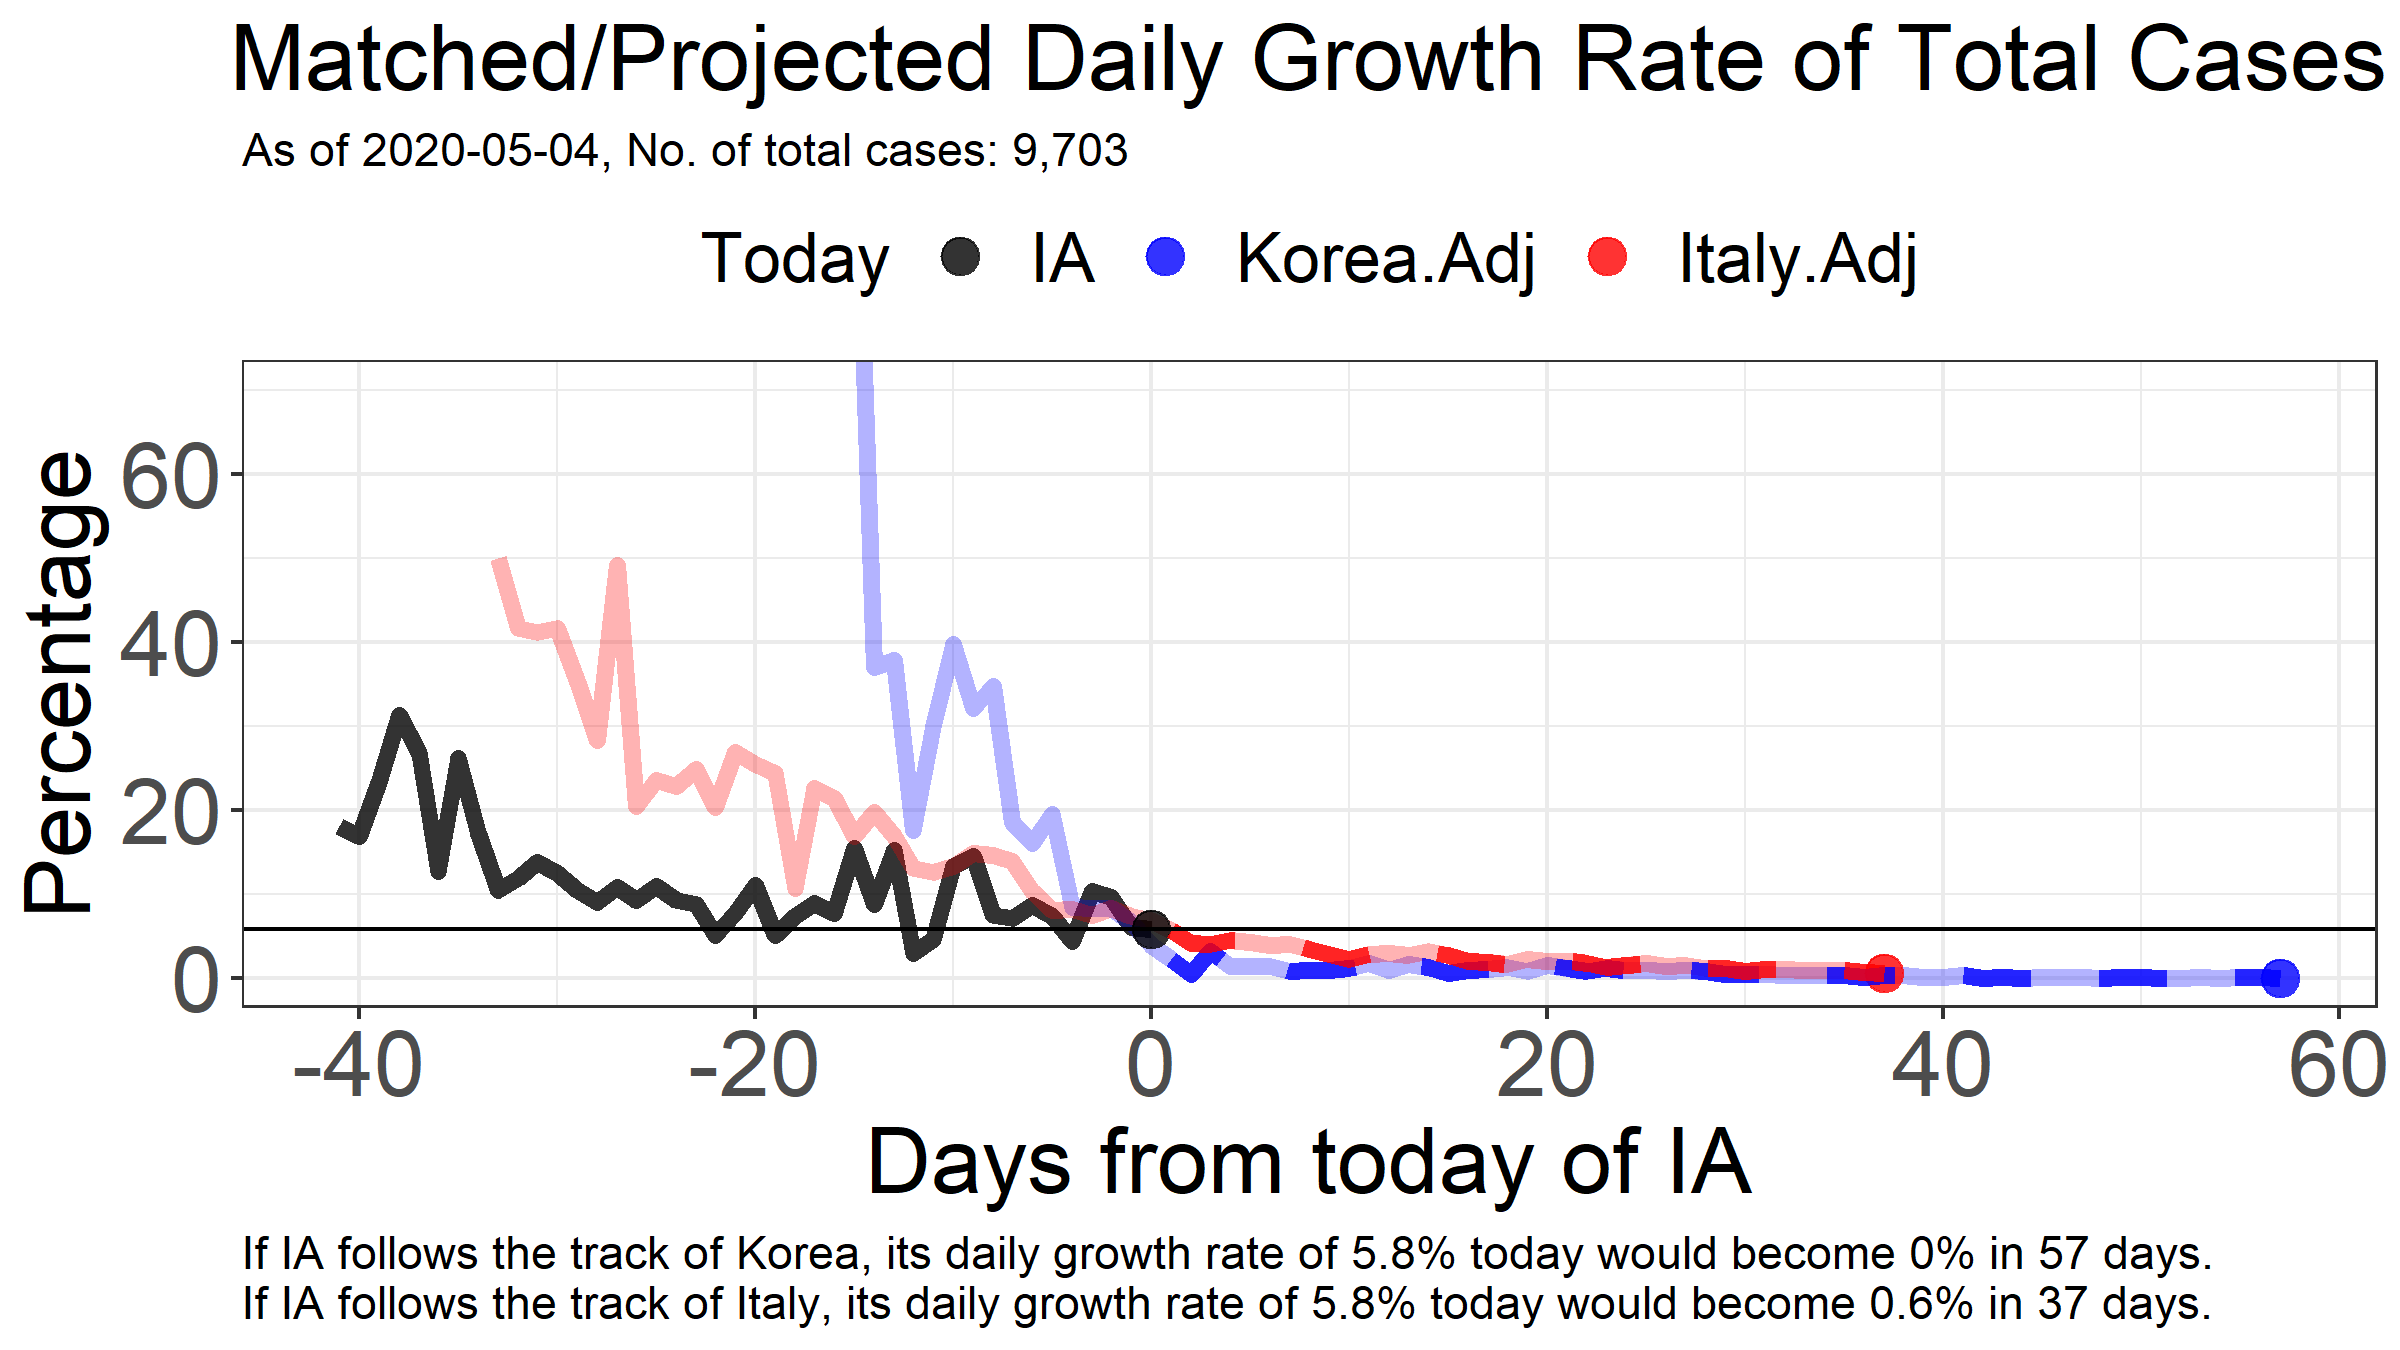 Matched/Projected Daily Growth Rate of Total Cases
As of 2020-05-04, No. of total cases: 9,703
Today IA Korea.Adj Italy.Adj
Percentage
60
40
20
0
-40 -20 0 20 40 60
Days from today of IA
If IA follows the track of Korea, its daily growth rate of 5.8% today would become 0% in 57 days.
If IA follows the track of Italy, its daily growth rate of 5.8% today would become 0.6% in 37 days.